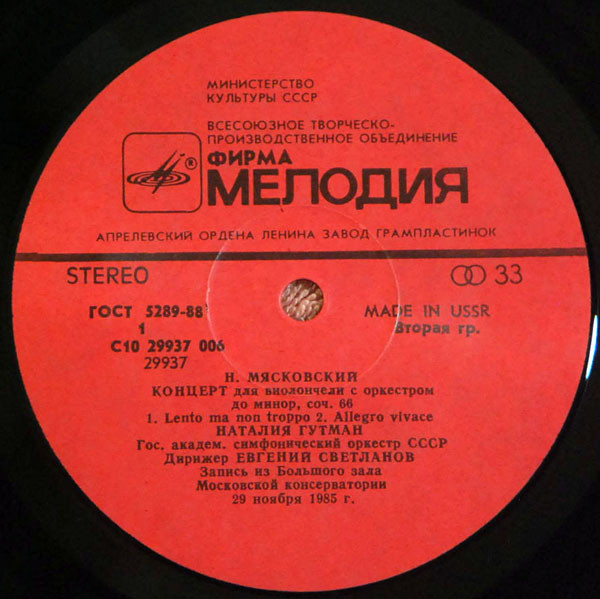 МИНИСТЕРСТВО
КУЛЬТУРЫ СССР
ВСЕСОЮЗНОЕ ТВОРЧЕСКО-
ПРОИЗВОДСТВЕННОЕ ОБЪЕДИНЕНИЕ
ФИРМА
®
МЕЛОДИЯ
АПРЕЛЕВСКИЙ ОРДЕНА ЛЕНИНА ЗАВОД ГРАМПЛАСТИНОК
STEREO
33
ГОСТ 5289-88
MADE IN USSR
1
Вторая гр.
С10 29937 006
29937
Н. МЯСКОВСКИЙ
КОНЦЕРТ для виолончели с оркестром
до минор, соч. 66
1. Lento ma non troppo 2. Allegro vivace
НАТАЛИЯ ГУТМАН
Гос. академ. симфонический оркестр СССР
Дирижер ЕВГЕНИЙ СВЕТЛАНОВ
Запись из Большого зала
Московской консерватории
29 ноября 1985 г.